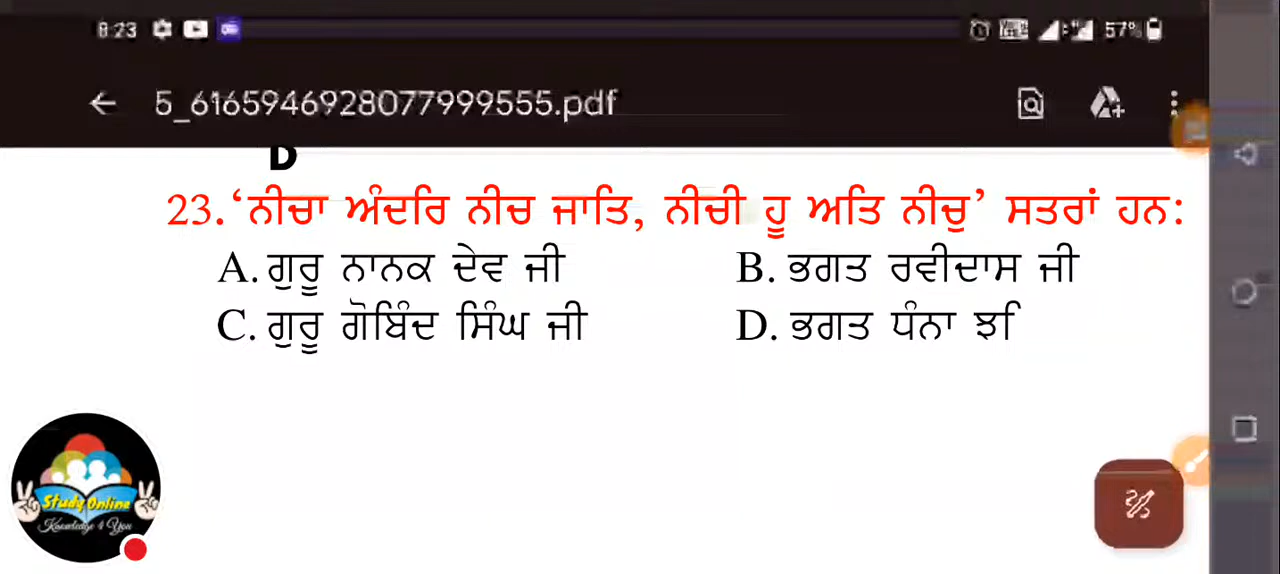 8:23 57%
5_6165946928077999555.pdf
D
23.‘ਨੀਚਾ ਅੰਦਰਿ ਨੀਚ ਜਾਤਿ, ਨੀਚੀ ਹੂ ਅਤਿ ਨੀਚੁ’ ਸਤਰਾਂ ਹਨ:
A. ਗੁਰੂ ਨਾਨਕ ਦੇਵ ਜੀ B. ਭਗਤ ਰਵੀਦਾਸ ਜੀ
C. ਗੁਰੂ ਗੋਬਿੰਦ ਸਿੰਘ ਜੀ D. ਭਗਤ ਧੰਨਾ ਝਿ
Study Online
Knowledge 4 You